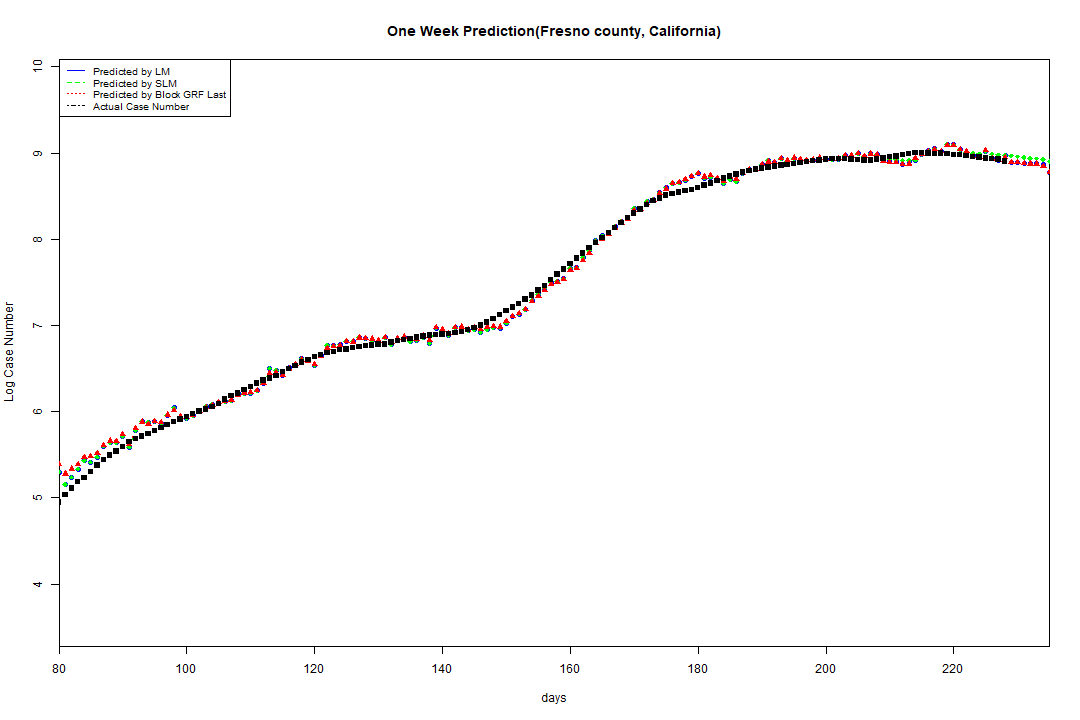 One Week Prediction(Fresno county, California)
Predicted by LM
Predicted by SLM
Predicted by Block GRF Last
Actual Case Number
10
9
8
7
6
5
4
Log Case Number
80 100 120 140 160 180 200 220
days